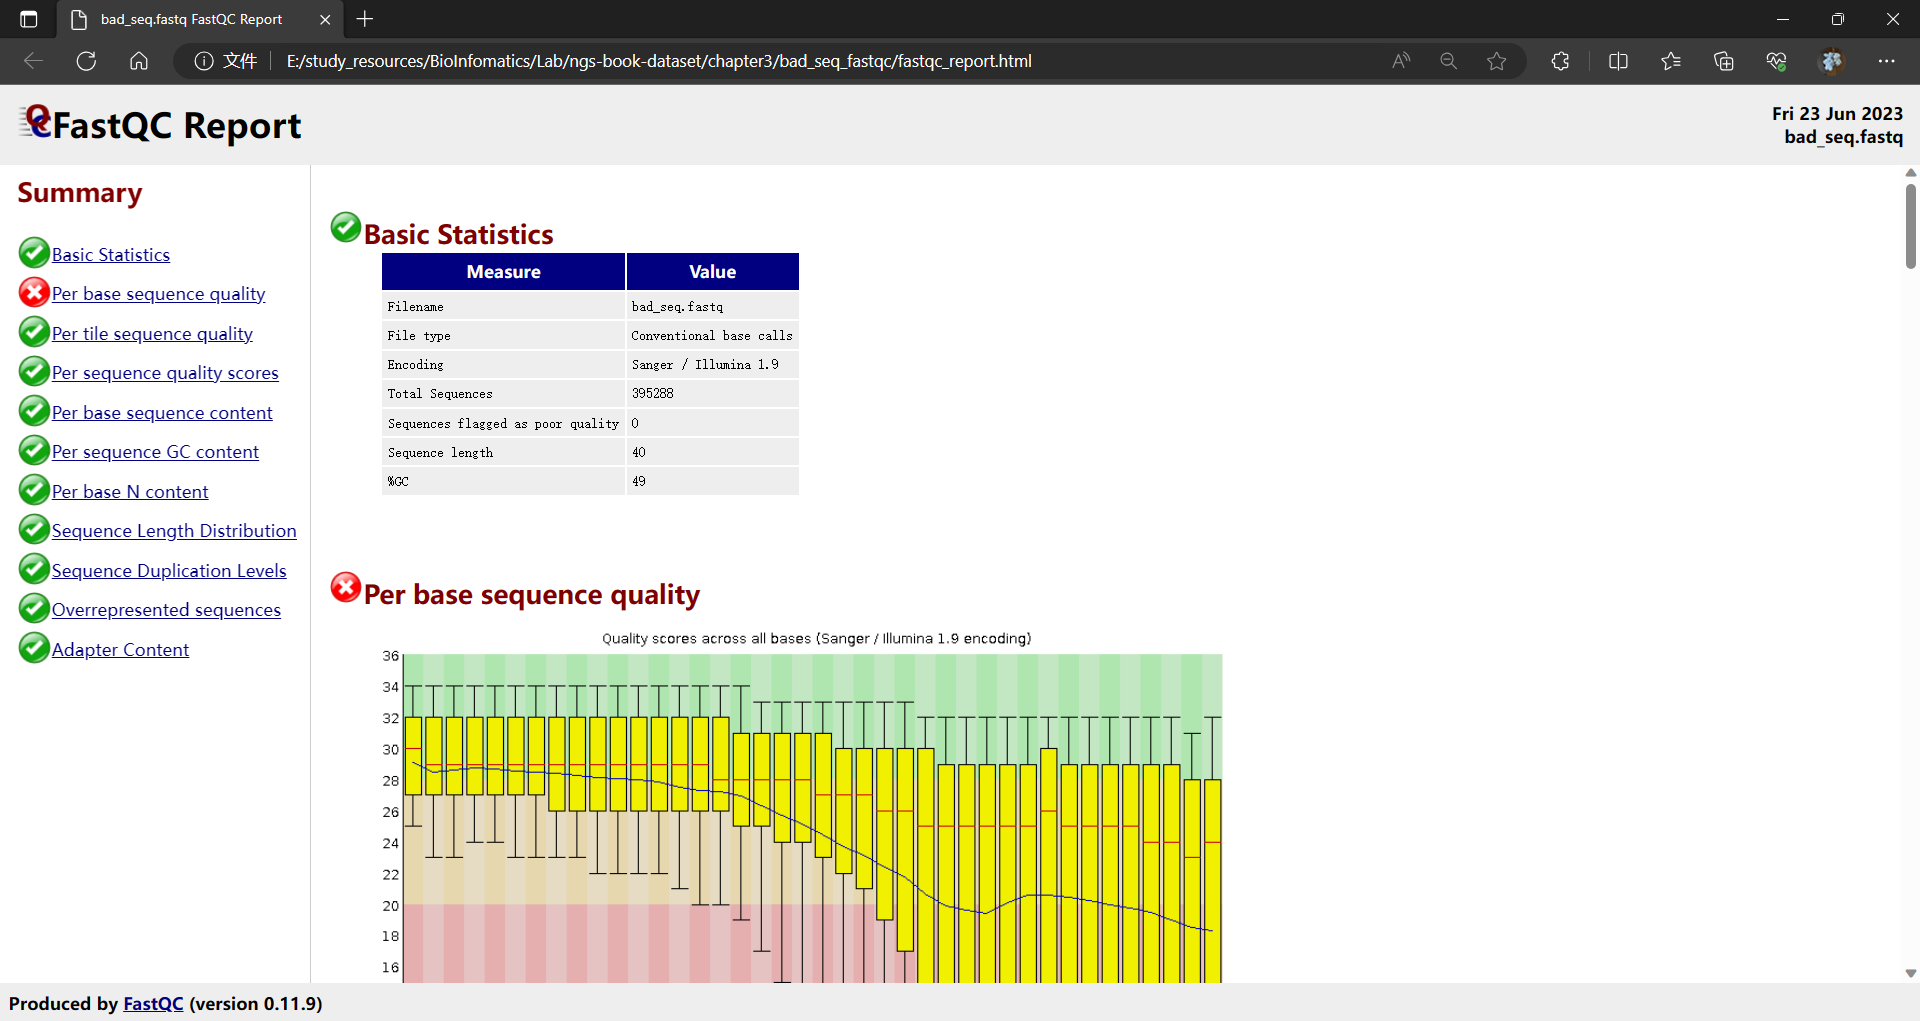 bad_seq.fastq FastQC Report
文件 E:/study_resources/BioInfomatics/Lab/ngs-book-dataset/chapter3/bad_seq_fastqc/fastqc_report.html
FastQC Report
Fri 23 Jun 2023
bad_seq.fastq
Summary
Basic Statistics
Per base sequence quality
Per tile sequence quality
Per sequence quality scores
Per base sequence content
Per sequence GC content
Per base N content
Sequence Length Distribution
Sequence Duplication Levels
Overrepresented sequences
Adapter Content
Basic Statistics
Measure Value
Filename bad_seq.fastq
File type Conventional base calls
Encoding Sanger / Illumina 1.9
Total Sequences 395288
Sequences flagged as poor quality 0
Sequence length 40
%GC 49
Per base sequence quality
Quality scores across all bases (Sanger / Illumina 1.9 encoding)
36
34
32
30
28
26
24
22
20
18
16
Produced by FastQC (version 0.11.9)